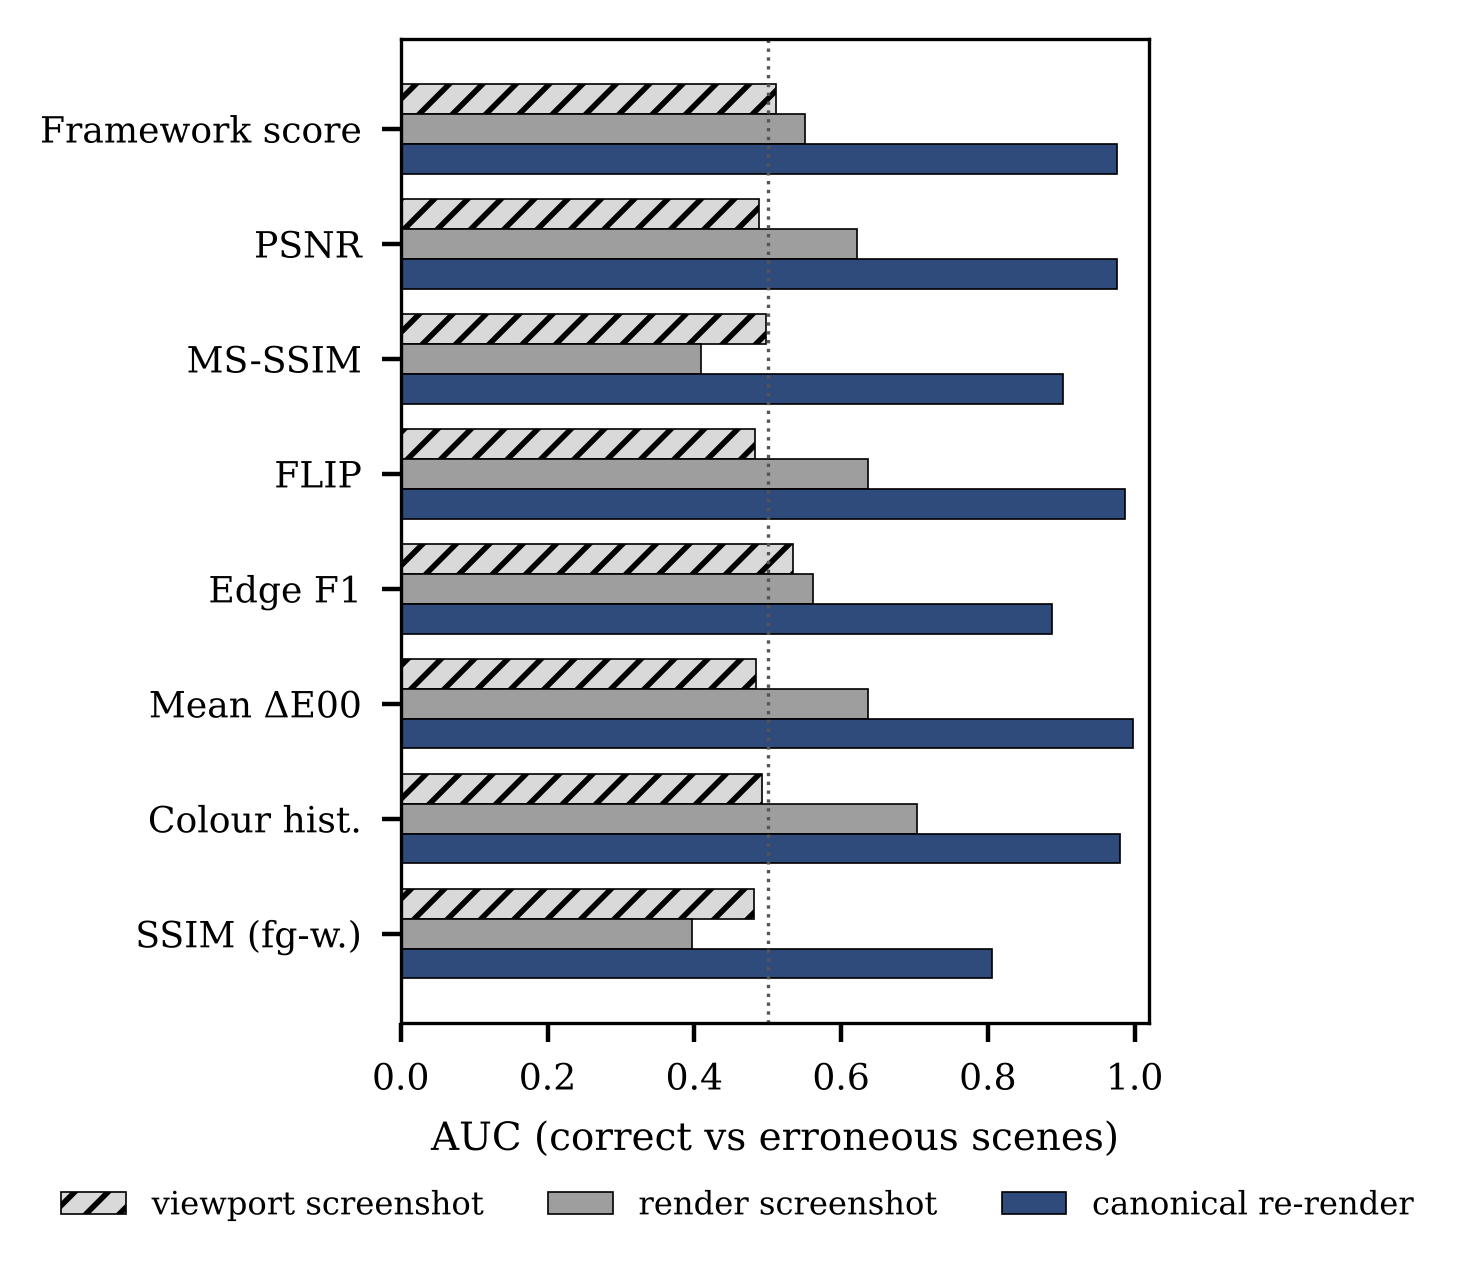 Framework score
PSNR
MS-SSIM
FLIP
Edge F1
Mean ΔE00
Colour hist.
SSIM (fg-w.)
0.0 0.2 0.4 0.6 0.8 1.0
AUC (correct vs erroneous scenes)
viewport screenshot render screenshot canonical re-render